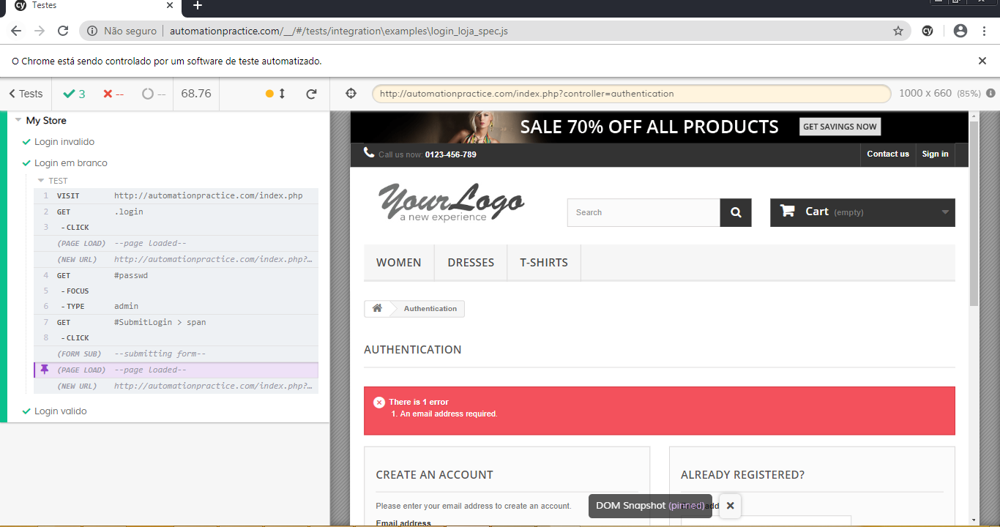 cy Testes
Não seguro automationpractice.com/__/#/tests/integration\examples\login_loja_spec.js
cy
O Chrome está sendo controlado por um software de teste automatizado.
Tests 3 -- -- 68.76
http://automationpractice.com/index.php?controller=authentication 1000 x 660 (85%)
My Store
Login invalido
Login em branco
TEST
1 VISIT http://automationpractice.com/index.php
2 GET .login
3 - CLICK
(PAGE LOAD) --page loaded--
(NEW URL) http://automationpractice.com/index.php?…
4 GET #passwd
5 - FOCUS
6 - TYPE admin
7 GET #SubmitLogin > span
8 - CLICK
(FORM SUB) --submitting form--
(PAGE LOAD) --page loaded--
(NEW URL) http://automationpractice.com/index.php?…
Login valido
SALE 70% OFF ALL PRODUCTS GET SAVINGS NOW
Call us now: 0123-456-789 Contact us Sign in
YourLogo
a new experience
Search
Cart (empty)
WOMEN DRESSES T-SHIRTS
Authentication
AUTHENTICATION
There is 1 error
1. An email address required.
CREATE AN ACCOUNT
Please enter your email address to create an account.
Email address
ALREADY REGISTERED?
DOM Snapshot (pinned)